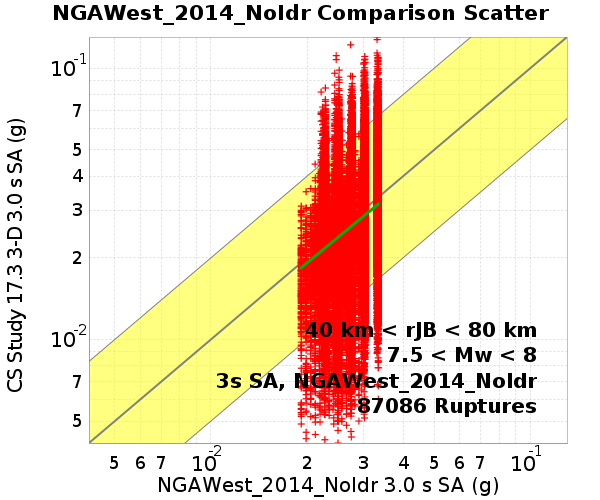 NGAWest_2014_NoIdr Comparison Scatter
CS Study 17.3 3-D 3.0 s SA (g)
10^-1
7
5
4
3
2
10^-2
7
5
40 km < rJB < 80 km
7.5 < Mw < 8
3s SA, NGAWest_2014_NoIdr
87086 Ruptures
5 6 7 10^-2 2 3 4 5 6 7 10^-1
NGAWest_2014_NoIdr 3.0 s SA (g)